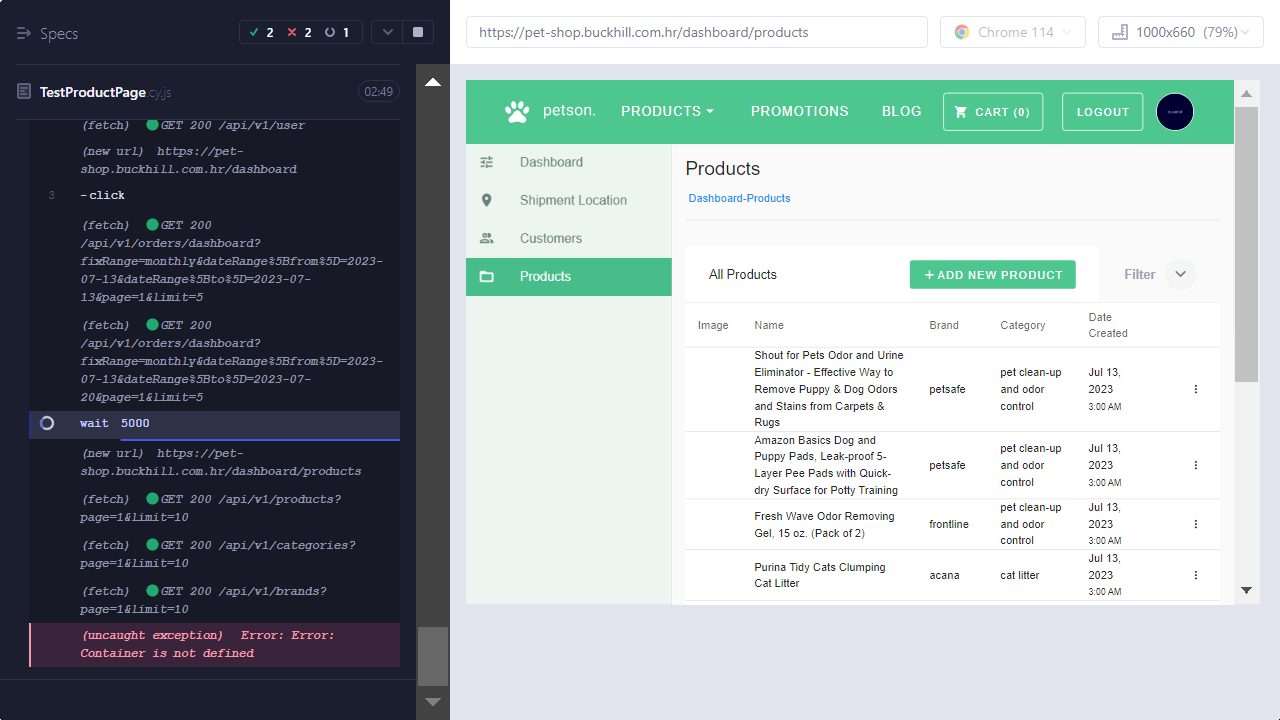 Specs
2
2
1
TestProductPage.cy.js
02:49
(fetch) GET 200 /api/v1/user
(new url) https://pet-
shop.buckhill.com.hr/dashboard
3
-click
(fetch) GET 200
/api/v1/orders/dashboard?
fixRange=monthly&dateRange%5Bfrom%5D=2023-
07-13&dateRange%5Bto%5D=2023-07-
13&page=1&limit=5
(fetch) GET 200
/api/v1/orders/dashboard?
fixRange=monthly&dateRange%5Bfrom%5D=2023-
07-13&dateRange%5Bto%5D=2023-07-
20&page=1&limit=5
wait 5000
(new url) https://pet-
shop.buckhill.com.hr/dashboard/products
(fetch) GET 200 /api/v1/products?
page=1&limit=10
(fetch) GET 200 /api/v1/categories?
page=1&limit=10
(fetch) GET 200 /api/v1/brands?
page=1&limit=10
(uncaught exception) Error: Error:
Container is not defined
https://pet-shop.buckhill.com.hr/dashboard/products
Chrome 114
1000x660 (79%)
petson.
PRODUCTS
PROMOTIONS
BLOG
CART (0)
LOGOUT
Dashboard
Shipment Location
Customers
Products
Products
Dashboard-Products
All Products
+ ADD NEW PRODUCT
Filter
Image
Name
Brand
Category
Date
Created
Shout for Pets Odor and Urine
Eliminator - Effective Way to
Remove Puppy & Dog Odors
and Stains from Carpets &
Rugs
petsafe
pet clean-up
and odor
control
Jul 13,
2023
3:00 AM
Amazon Basics Dog and
Puppy Pads, Leak-proof 5-
Layer Pee Pads with Quick-
dry Surface for Potty Training
petsafe
pet clean-up
and odor
control
Jul 13,
2023
3:00 AM
Fresh Wave Odor Removing
Gel, 15 oz. (Pack of 2)
frontline
pet clean-up
and odor
control
Jul 13,
2023
3:00 AM
Purina Tidy Cats Clumping
Cat Litter
acana
cat litter
Jul 13,
2023
3:00 AM